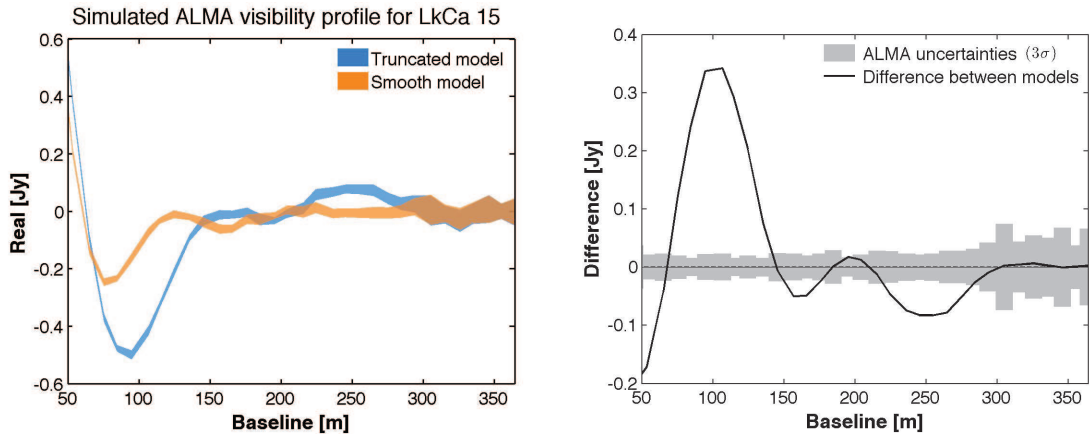 Simulated ALMA visibility profile for LkCa 15
0.6
0.4
0.2
0
-0.2
-0.4
-0.6
Real [Jy]
Truncated model
Smooth model
50 100 150 200 250 300 350
Baseline [m]
0.4
0.3
0.2
0.1
0
-0.1
-0.2
Difference [Jy]
ALMA uncertainties (3σ)
Difference between models
50 100 150 200 250 300 350
Baseline [m]